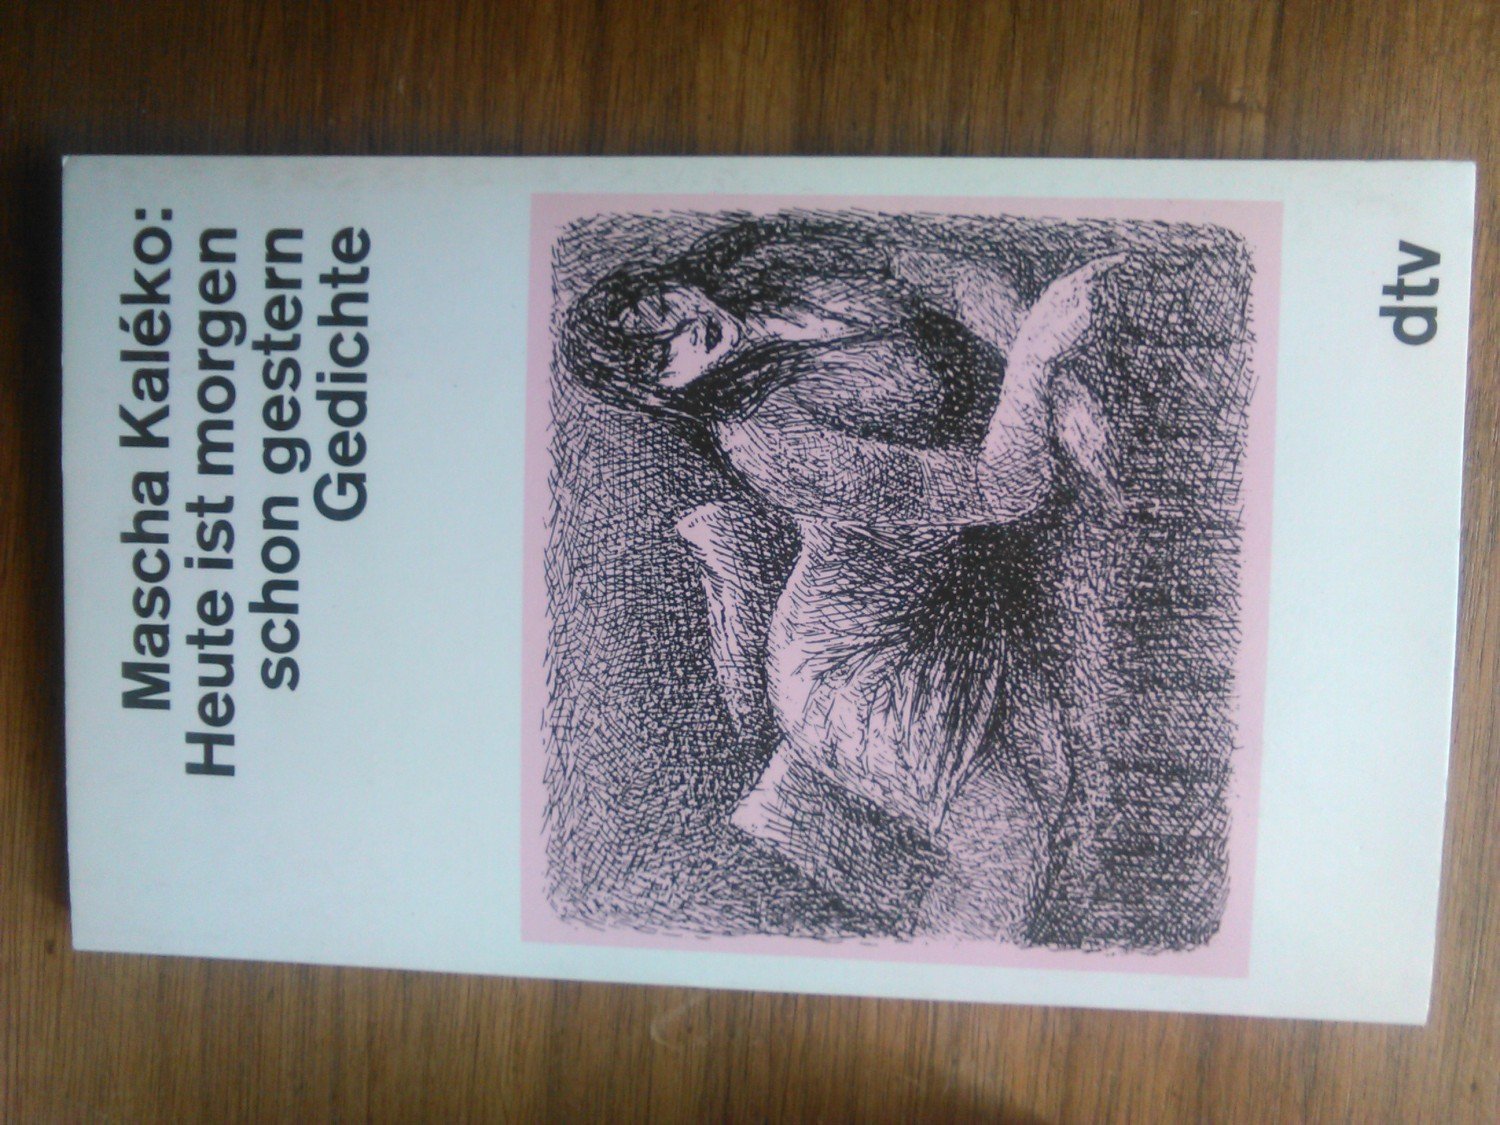 Mascha Kaléko:
Heute ist morgen
schon gestern
Gedichte
dtv